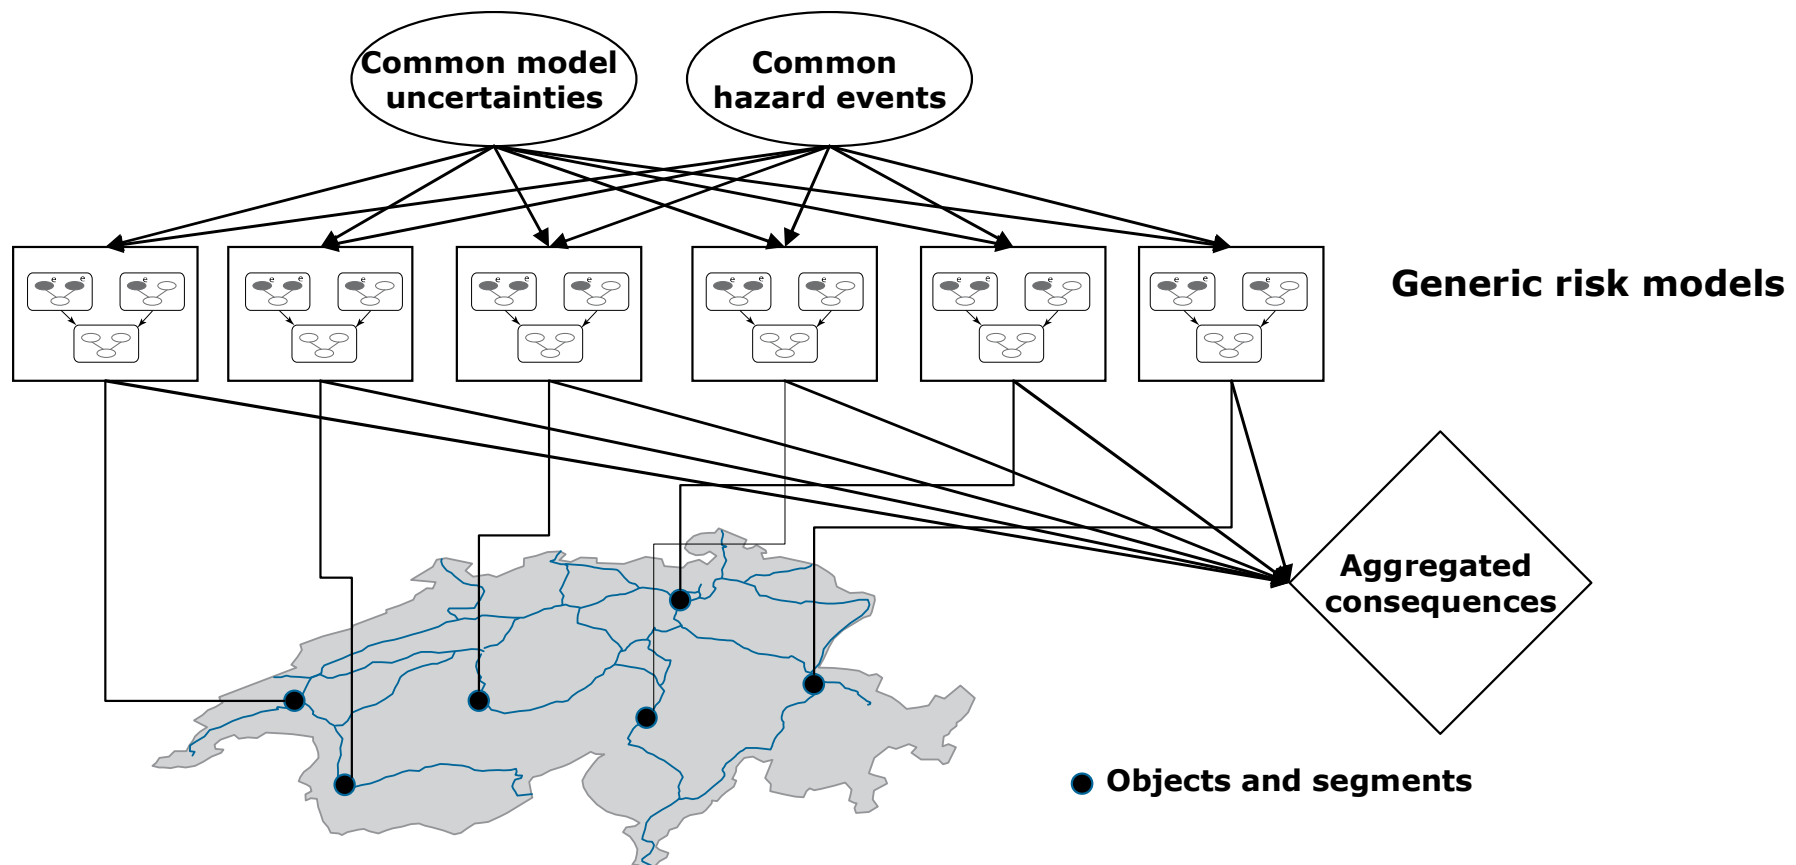 Common model
uncertainties
Common
hazard events
e e e
e e e
e e e
e e e
e e e
e e e
Generic risk models
Aggregated
consequences
Objects and segments